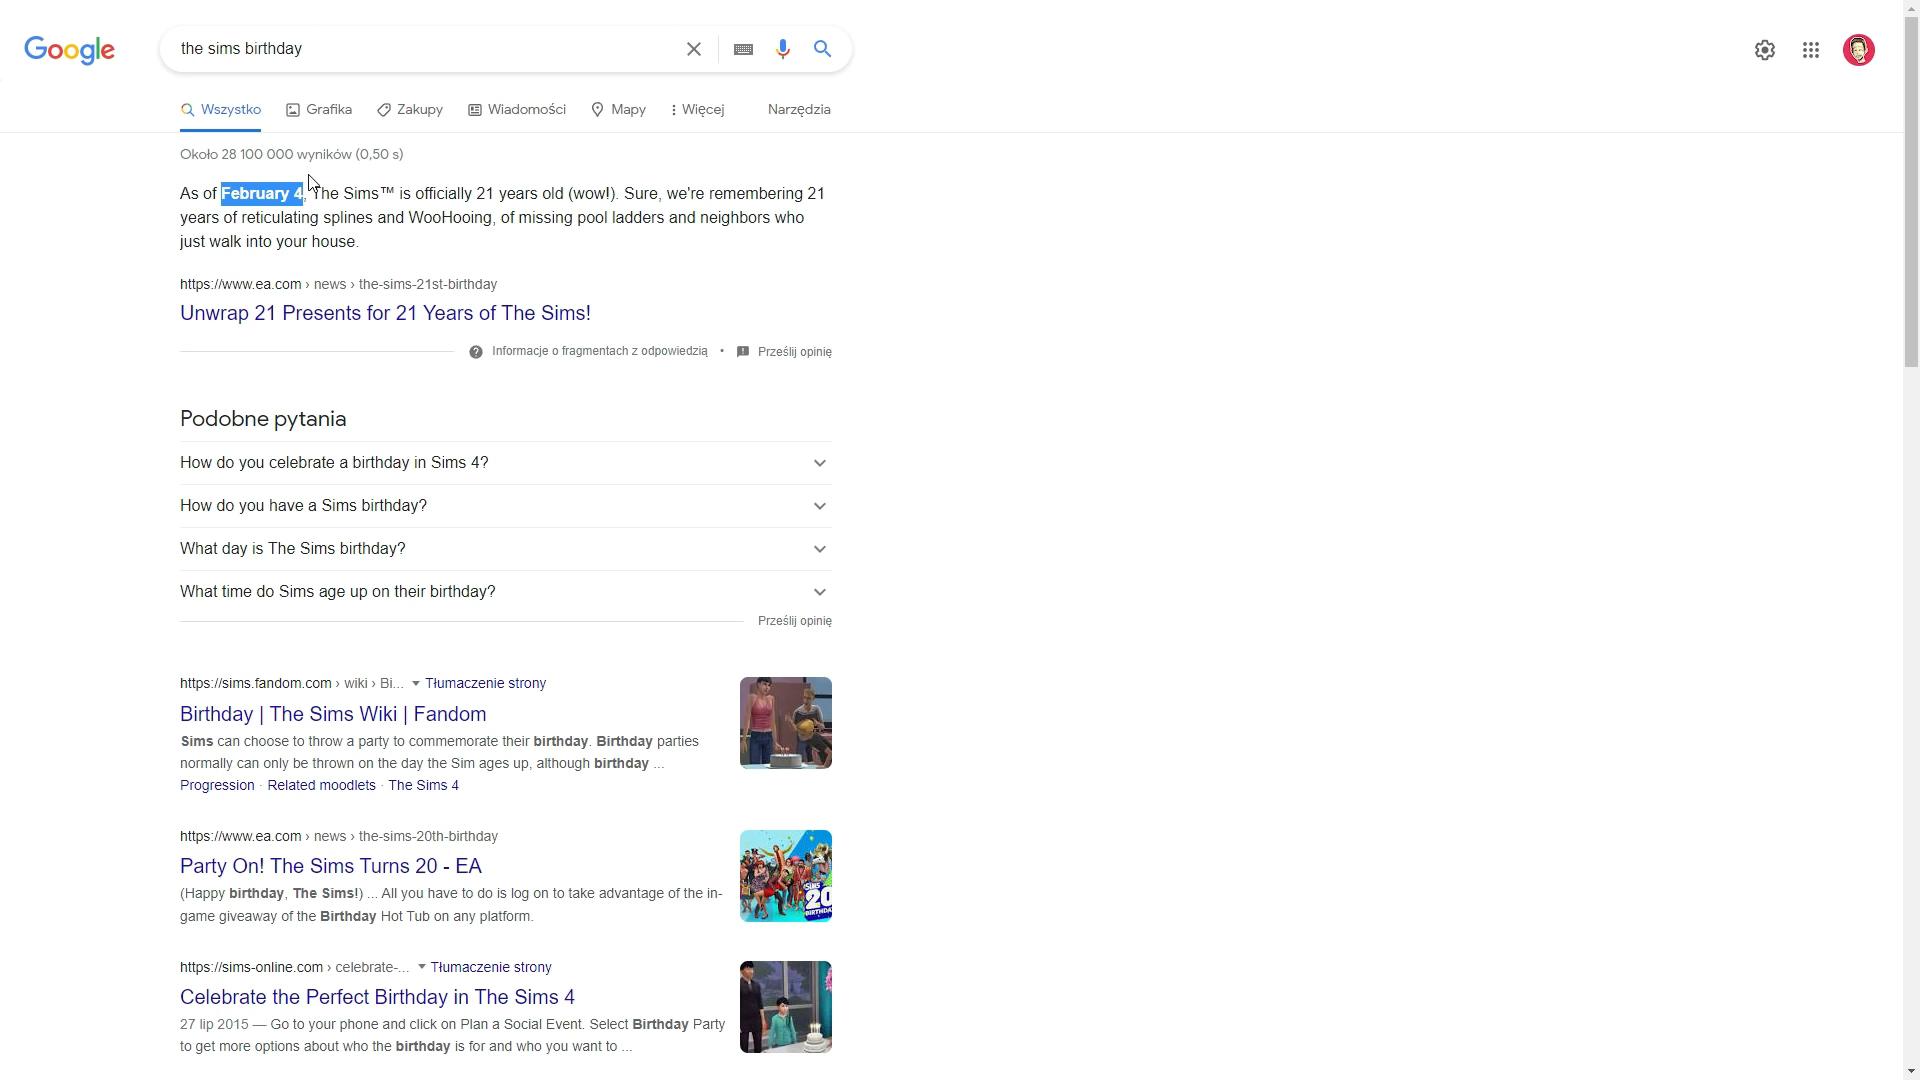 Google
the sims birthday
Wszystko Grafika Zakupy Wiadomości Mapy Więcej Narzędzia
Około 28 100 000 wyników (0,50 s)
As of February 4, The Sims™ is officially 21 years old (wow!). Sure, we're remembering 21
years of reticulating splines and WooHooing, of missing pool ladders and neighbors who
just walk into your house.
https://www.ea.com › news › the-sims-21st-birthday
Unwrap 21 Presents for 21 Years of The Sims!
Informacje o fragmentach z odpowiedzią • Prześlij opinię
Podobne pytania
How do you celebrate a birthday in Sims 4?
How do you have a Sims birthday?
What day is The Sims birthday?
What time do Sims age up on their birthday?
Prześlij opinię
https://sims.fandom.com › wiki › Bi... Tłumaczenie strony
Birthday | The Sims Wiki | Fandom
Sims can choose to throw a party to commemorate their birthday. Birthday parties
normally can only be thrown on the day the Sim ages up, although birthday ...
Progression · Related moodlets · The Sims 4
https://www.ea.com › news › the-sims-20th-birthday
Party On! The Sims Turns 20 - EA
(Happy birthday, The Sims!) ... All you have to do is log on to take advantage of the in-
game giveaway of the Birthday Hot Tub on any platform.
SIMS
20
BIRTHDAY
https://sims-online.com › celebrate-... Tłumaczenie strony
Celebrate the Perfect Birthday in The Sims 4
27 lip 2015 — Go to your phone and click on Plan a Social Event. Select Birthday Party
to get more options about who the birthday is for and who you want to ...